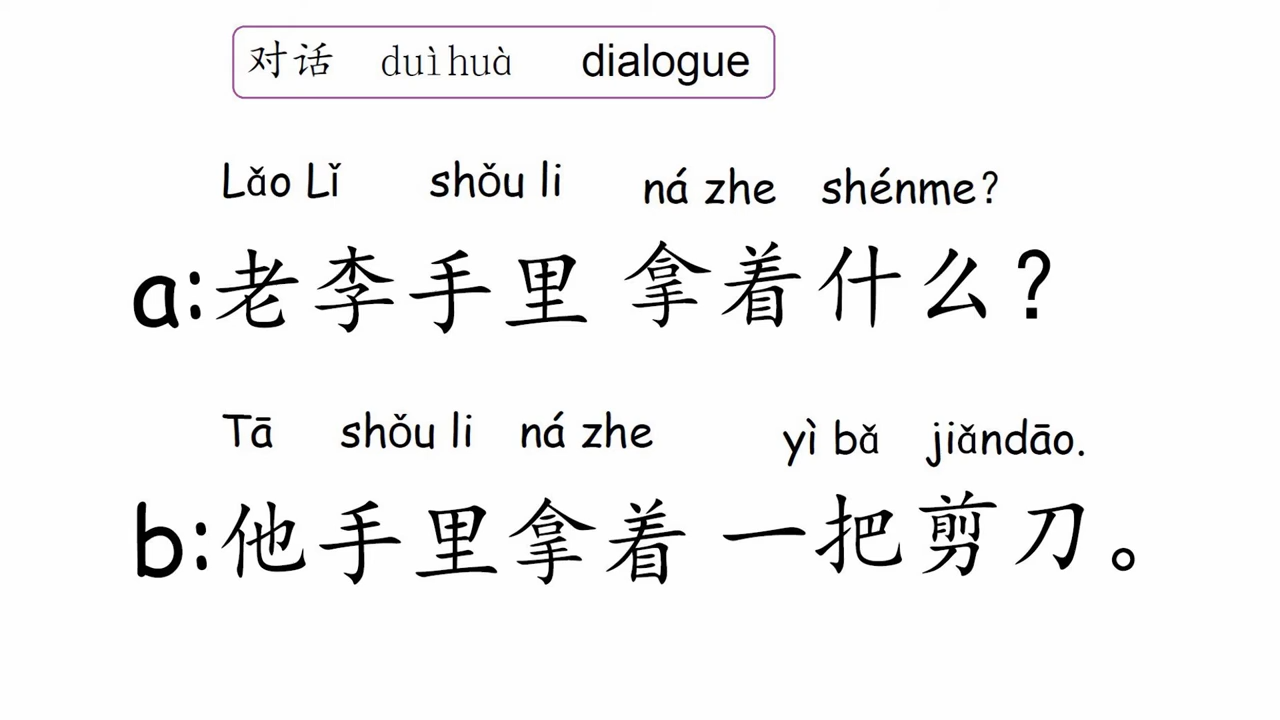 对话 duìhuà dialogue
Lǎo Lǐ shǒu li ná zhe shénme?
a:老李手里 拿着什么?
Tā shǒu li ná zhe yì bǎ jiǎndāo.
b:他手里拿着 一把剪刀。